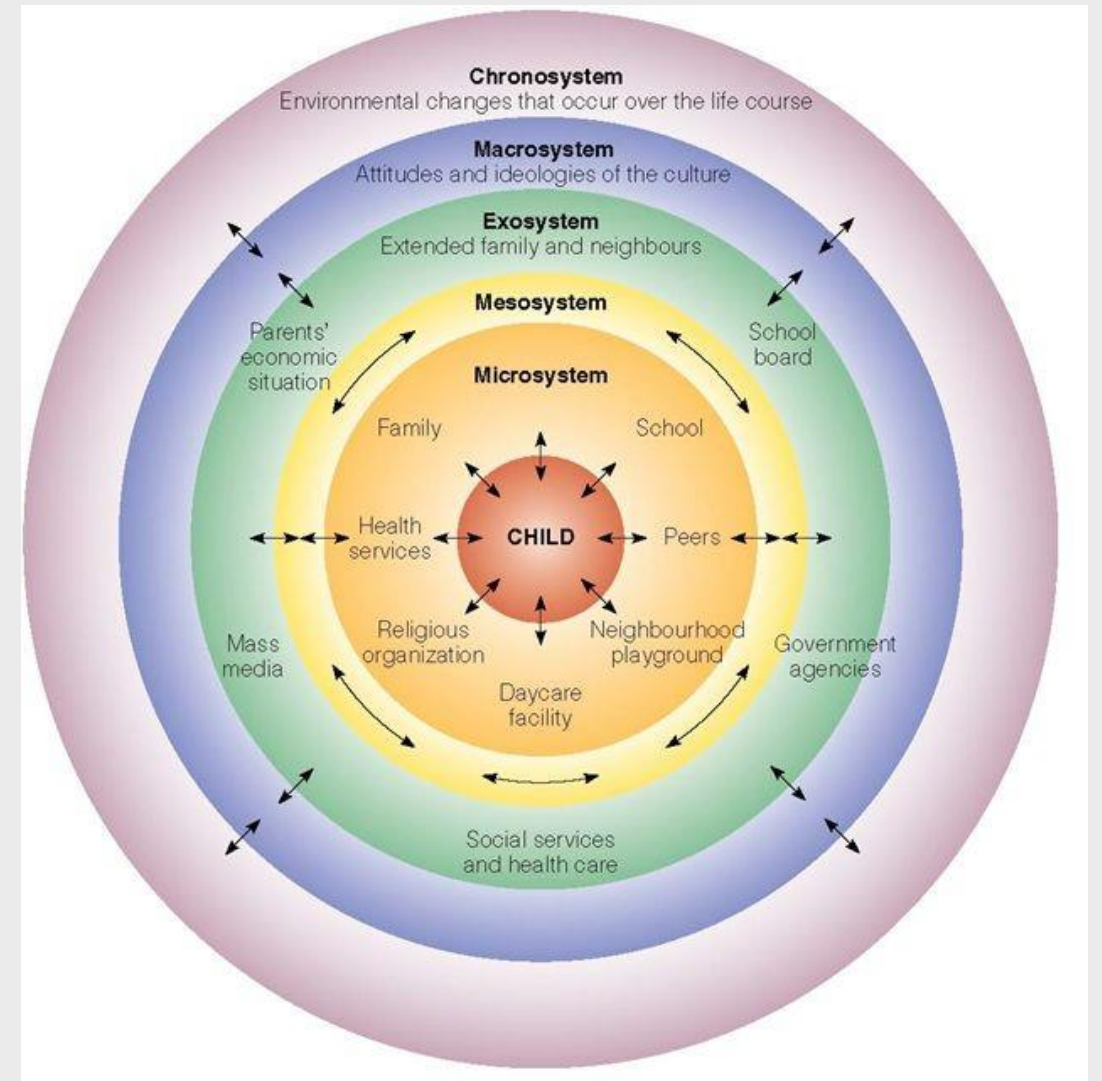 Chronosystem
Environmental changes that occur over the life course
Macrosystem
Attitudes and ideologies of the culture
Exosystem
Extended family and neighbours
Mesosystem
Parents'
economic
situation
School
board
Microsystem
Family
School
Health
services
CHILD
Peers
Religious
organization
Neighbourhood
playground
Mass
media
Government
agencies
Daycare
facility
Social services
and health care